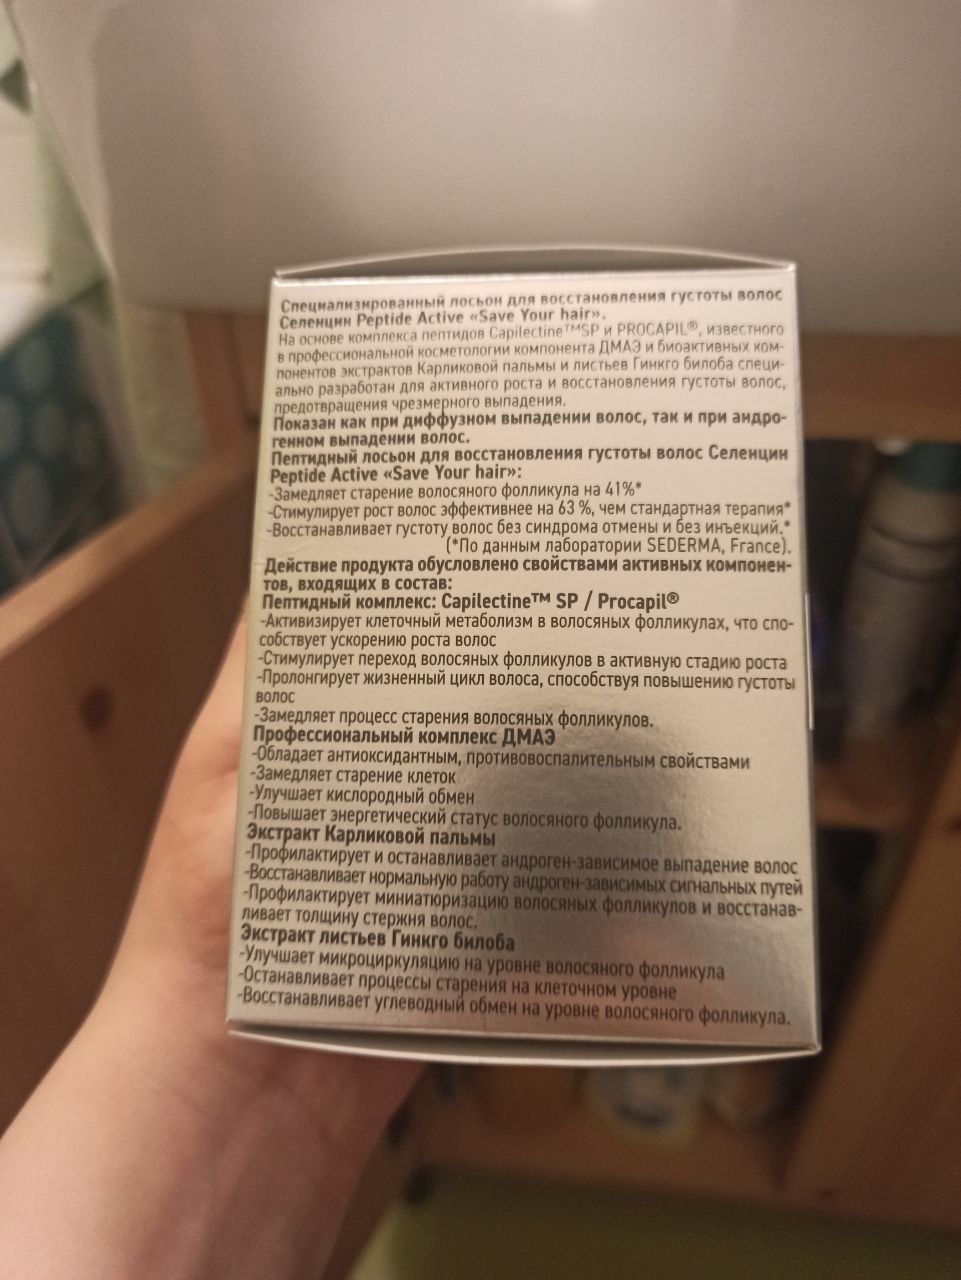 Специализированный лосьон для восстановления густоты волос
Селенцин Peptide Active «Save Your hair».
На основе комплекса пептидов Capilectine™SP и PROCAPIL®, известного
в профессиональной косметологии компонента ДМАЭ и биоактивных ком-
понентов экстрактов Карликовой пальмы и листьев Гинкго билоба специ-
ально разработан для активного роста и восстановления густоты волос,
предотвращения чрезмерного выпадения.
Показан как при диффузном выпадении волос, так и при андро-
генном выпадении волос.
Пептидный лосьон для восстановления густоты волос Селенцин
Peptide Active «Save Your hair»:
-Замедляет старение волосяного фолликула на 41%*
-Стимулирует рост волос эффективнее на 63 %, чем стандартная терапия*
-Восстанавливает густоту волос без синдрома отмены и без инъекций.*
(*По данным лаборатории SEDERMA, France).
Действие продукта обусловлено свойствами активных компонен-
тов, входящих в состав:
Пептидный комплекс: Capilectine™ SP / Procapil®
-Активизирует клеточный метаболизм в волосяных фолликулах, что спо-
собствует ускорению роста волос
-Стимулирует переход волосяных фолликулов в активную стадию роста
-Пролонгирует жизненный цикл волоса, способствуя повышению густоты
волос
-Замедляет процесс старения волосяных фолликулов.
Профессиональный комплекс ДМАЭ
-Обладает антиоксидантным, противовоспалительным свойствами
-Замедляет старение клеток
-Улучшает кислородный обмен
-Повышает энергетический статус волосяного фолликула.
Экстракт Карликовой пальмы
-Профилактирует и останавливает андроген-зависимое выпадение волос
-Восстанавливает нормальную работу андроген-зависимых сигнальных путей
-Профилактирует миниатюризацию волосяных фолликулов и восстанав-
ливает толщину стержня волос.
Экстракт листьев Гинкго билоба
-Улучшает микроциркуляцию на уровне волосяного фолликула
-Останавливает процессы старения на клеточном уровне
-Восстанавливает углеводный обмен на уровне волосяного фолликула.